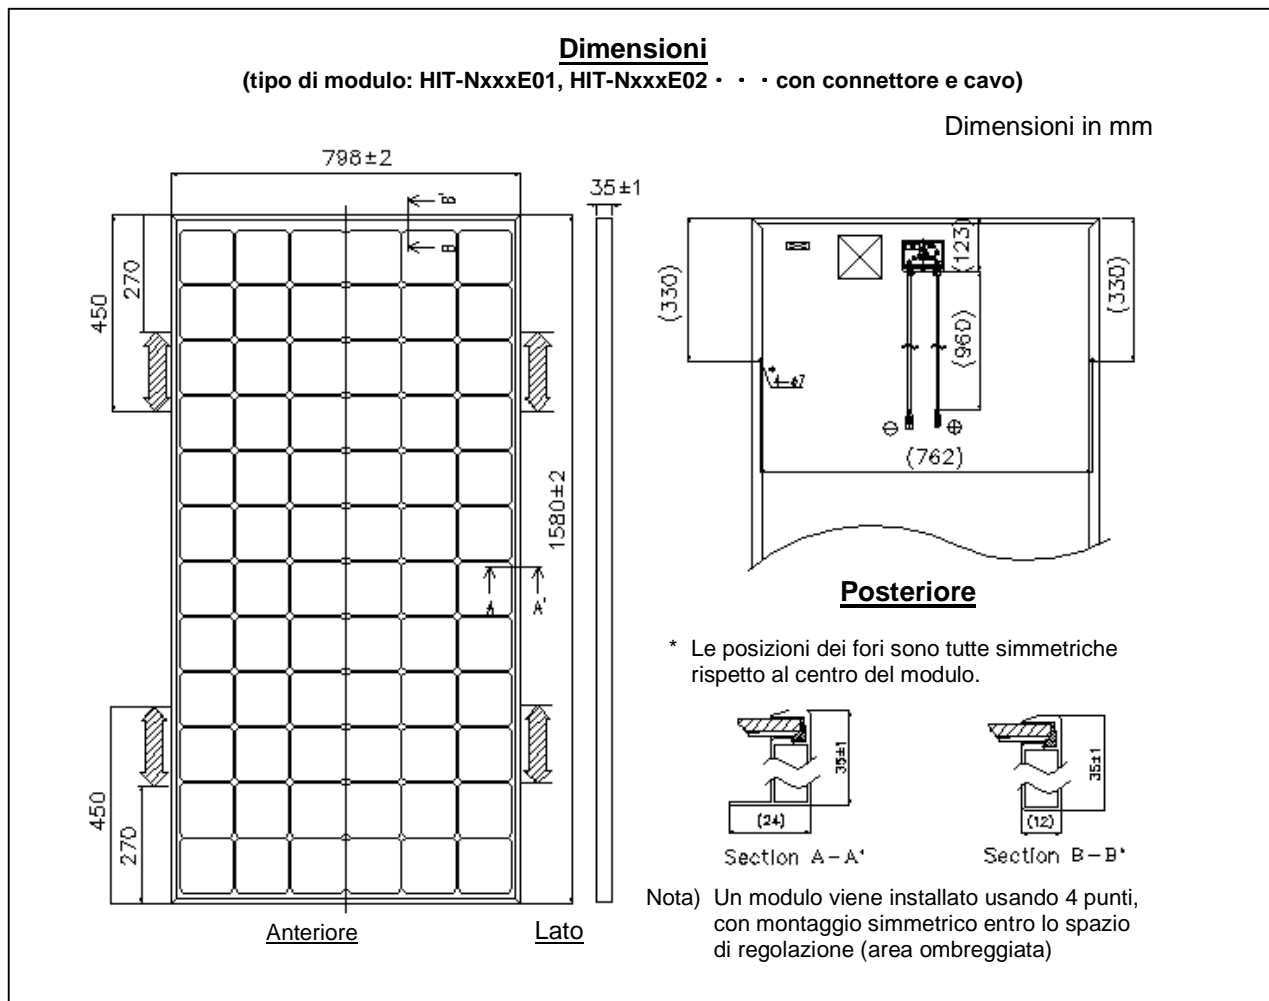 Dimensioni
(tipo di modulo: HIT-NxxxE01, HIT-NxxxE02・・・con connettore e cavo)
Dimensioni in mm
798±2
35±1
B'
B
270
450
(330)
(123)
(330)
(960)
*4-φ7
⊖ ⊕
(762)
1580±2
A A'
Posteriore
* Le posizioni dei fori sono tutte simmetriche
rispetto al centro del modulo.
35±1
35±1
450
270
(24)
(12)
Section A-A'
Section B-B'
Nota) Un modulo viene installato usando 4 punti,
con montaggio simmetrico entro lo spazio
di regolazione (area ombreggiata)
Anteriore
Lato